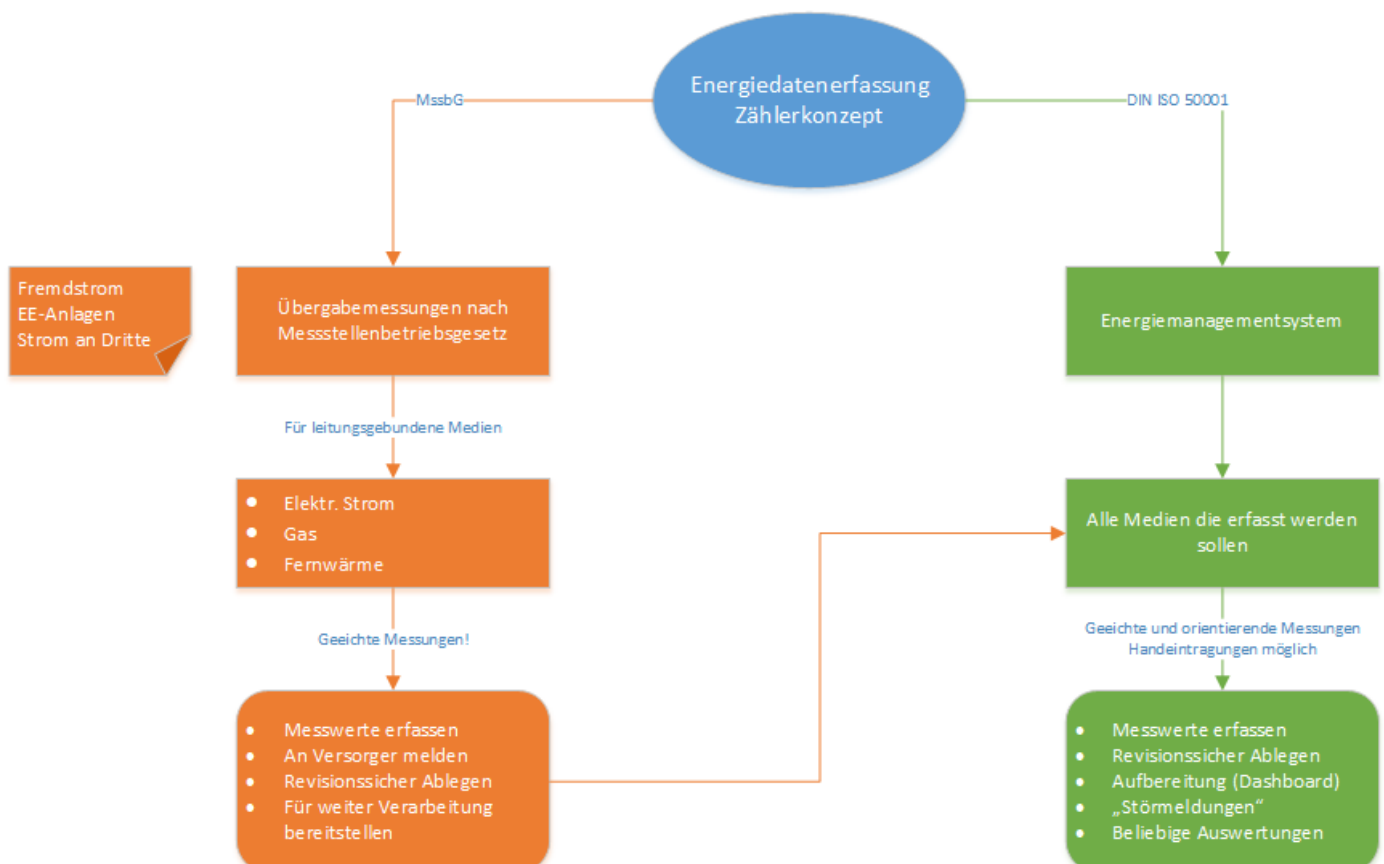 Energiedatenerfassung
Zählerkonzept
MssbG
DIN ISO 50001
Fremdstrom
EE-Anlagen
Strom an Dritte
Übergabemessungen nach
Messstellenbetriebsgesetz
Energiemanagementsystem
Für leitungsgebundene Medien
• Elektr. Strom
• Gas
• Fernwärme
Alle Medien die erfasst werden
sollen
Geeichte Messungen!
Geeichte und orientierende Messungen
Handeintragungen möglich
• Messwerte erfassen
• An Versorger melden
• Revisionssicher Ablegen
• Für weiter Verarbeitung
bereitstellen
• Messwerte erfassen
• Revisionssicher Ablegen
• Aufbereitung (Dashboard)
• „Störmeldungen“
• Beliebige Auswertungen